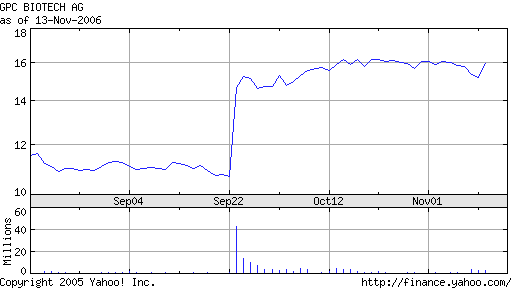 GPC BIOTECH AG
as of 13-Nov-2006
18
16
14
12
10
Sep04 Sep22 Oct12 Nov01
60
40
20
0
Millions
Copyright 2005 Yahoo! Inc. http://finance.yahoo.com/